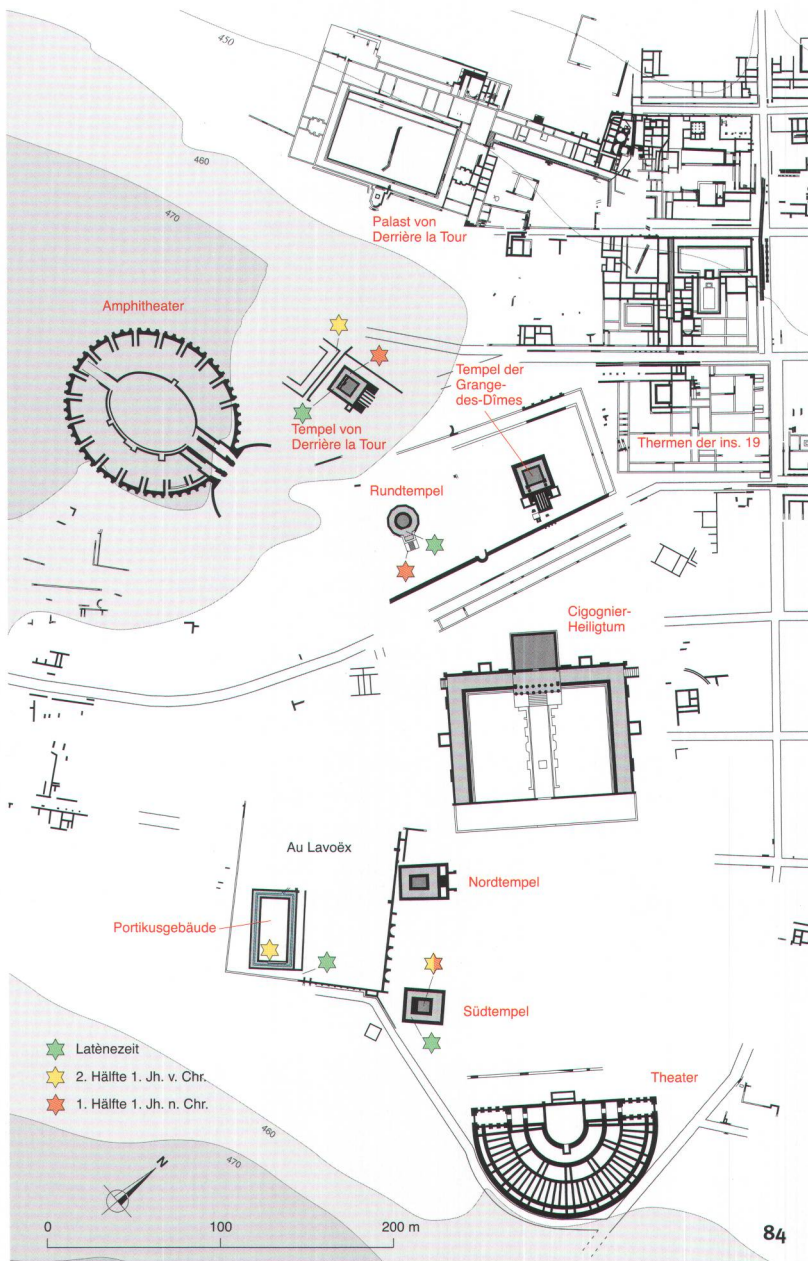 450
460
470
Palast von
Derrière la Tour
Amphitheater
Tempel der
Grange-
des-Dîmes
Tempel von
Derrière la Tour
Thermen der ins. 19
Rundtempel
Cigognier-
Heiligtum
Au Lavoëx
Nordtempel
Portikusgebäude
Südtempel
Latènezeit
2. Hälfte 1. Jh. v. Chr.
1. Hälfte 1. Jh. n. Chr.
Theater
460
470
N
0 100 200 m
84